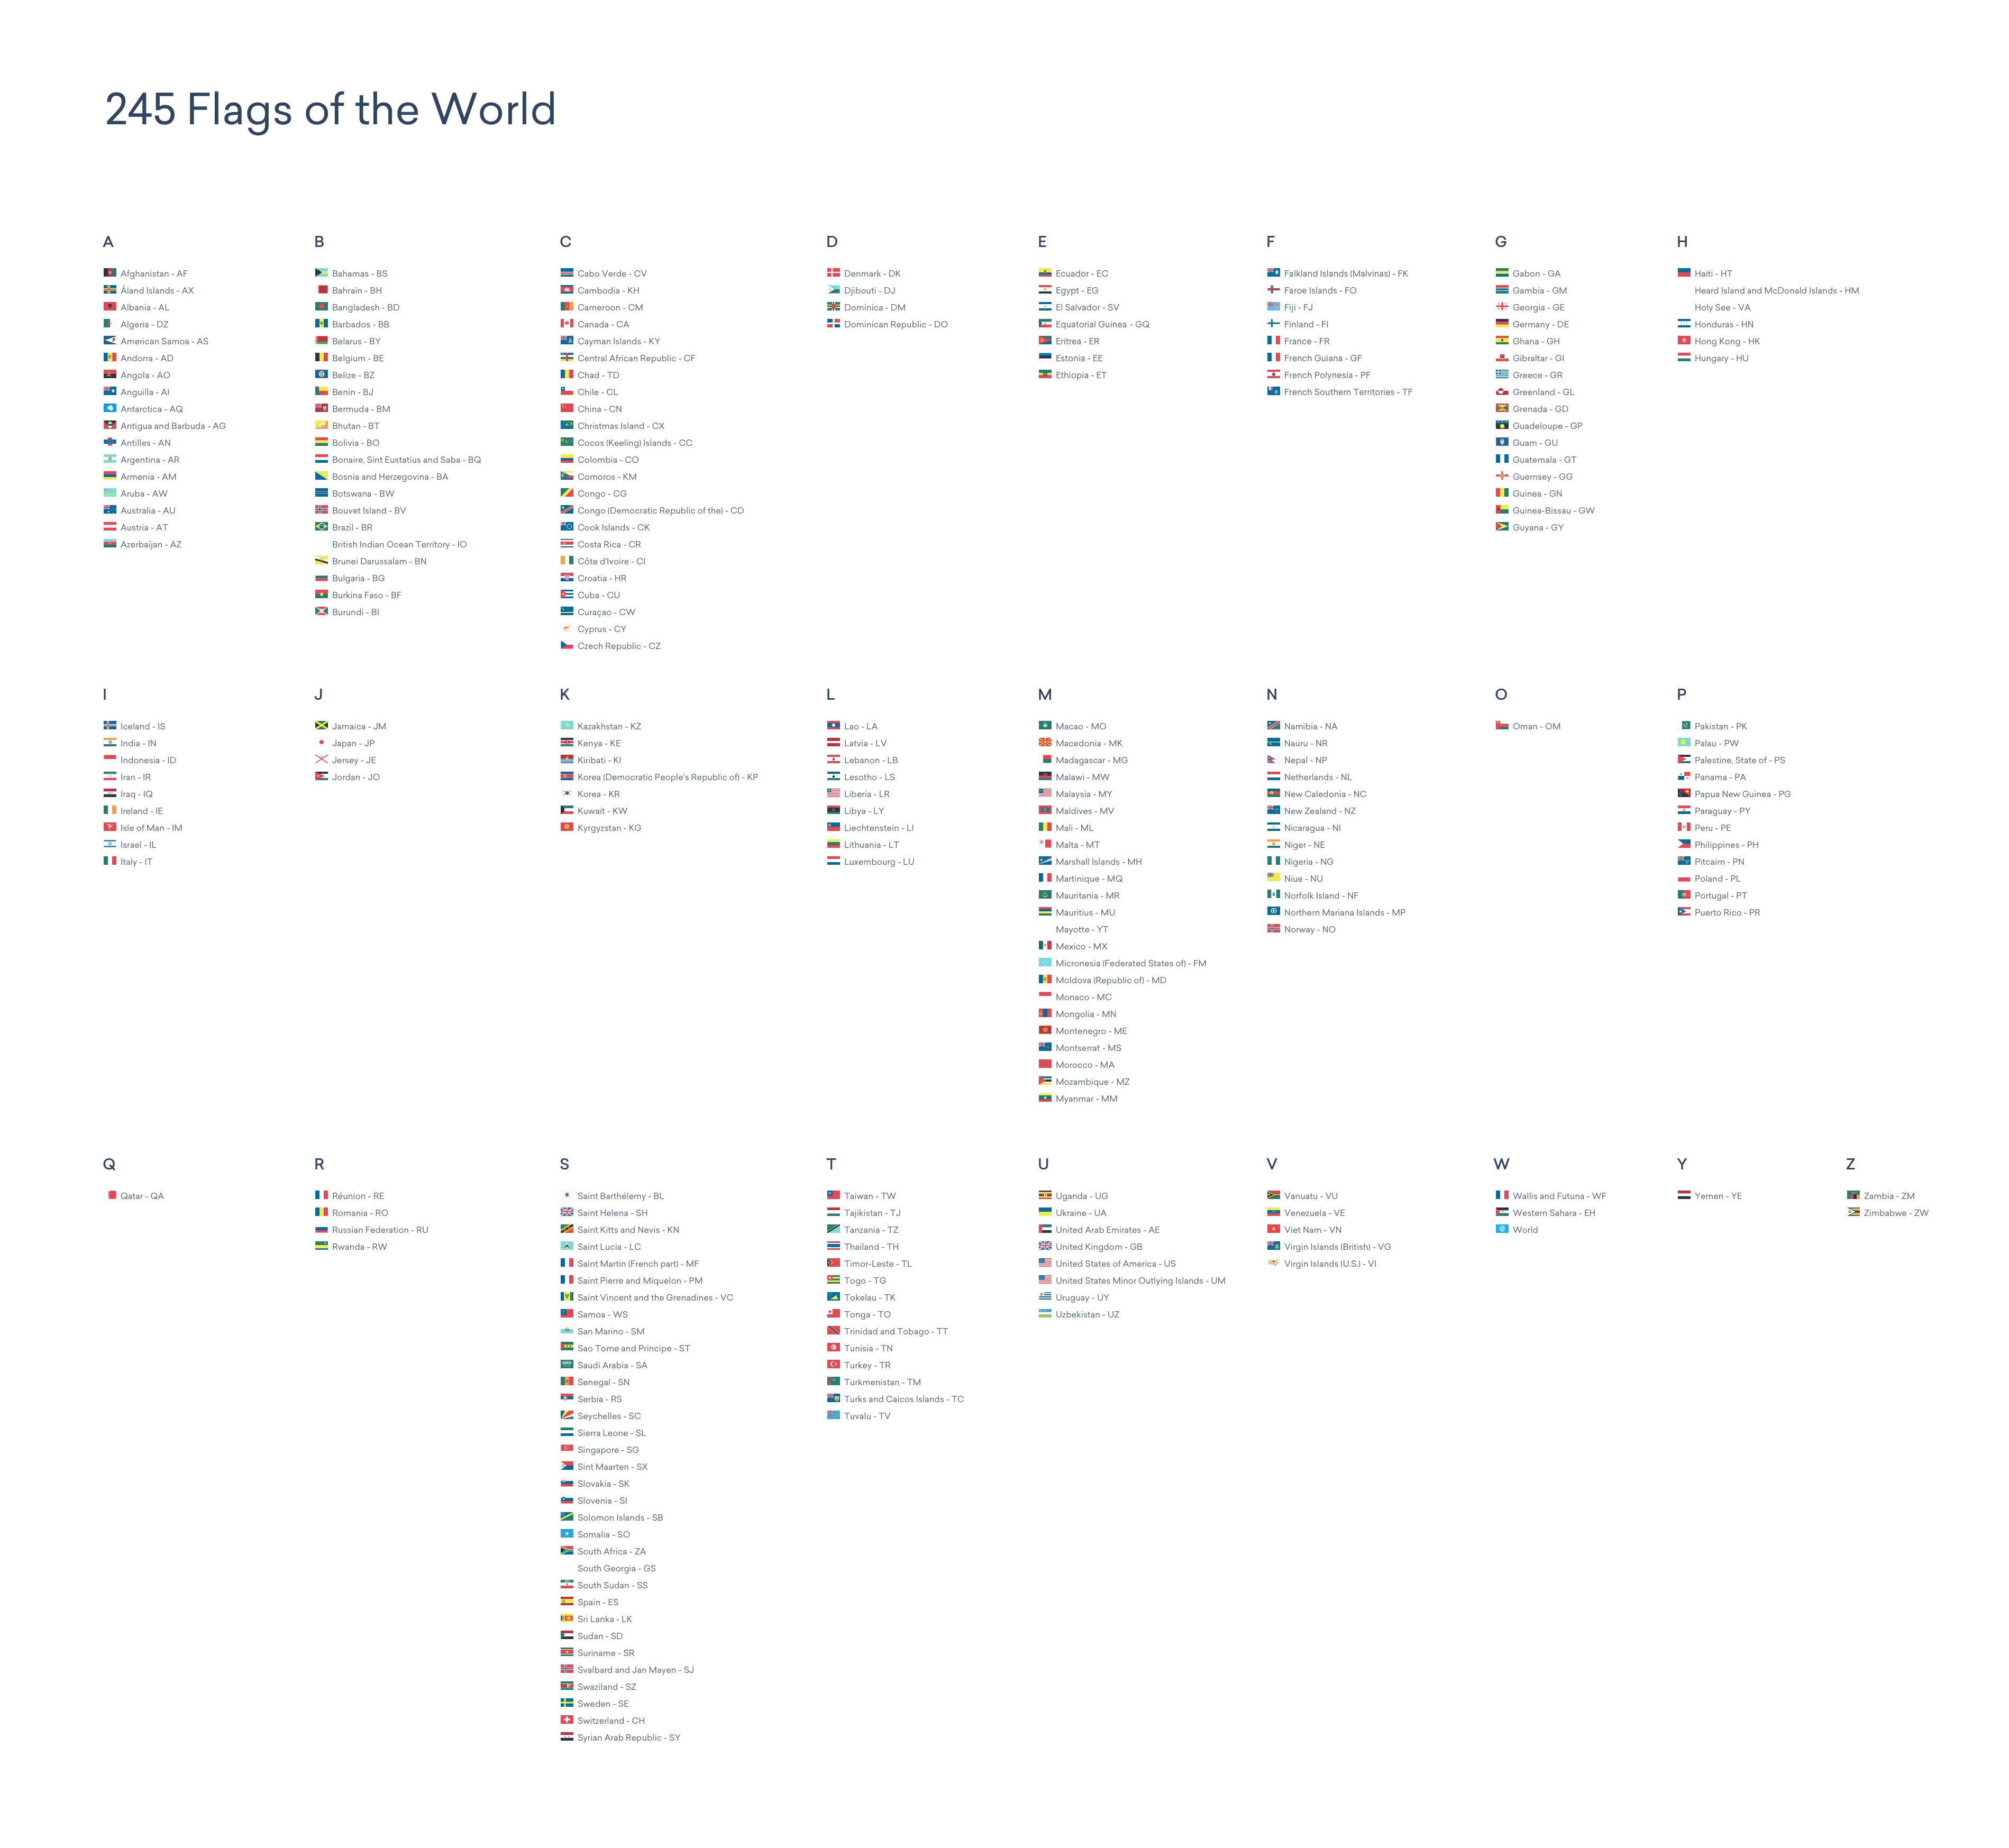 245 Flags of the World
A
Afghanistan - AF
Åland Islands - AX
Albania - AL
Algeria - DZ
American Samoa - AS
Andorra - AD
Angola - AO
Anguilla - AI
Antarctica - AQ
Antigua and Barbuda - AG
Antilles - AN
Argentina - AR
Armenia - AM
Aruba - AW
Australia - AU
Austria - AT
Azerbaijan - AZ
B
Bahamas - BS
Bahrain - BH
Bangladesh - BD
Barbados - BB
Belarus - BY
Belgium - BE
Belize - BZ
Benin - BJ
Bermuda - BM
Bhutan - BT
Bolivia - BO
Bonaire, Sint Eustatius and Saba - BQ
Bosnia and Herzegovina - BA
Botswana - BW
Bouvet Island - BV
Brazil - BR
British Indian Ocean Territory - IO
Brunei Darussalam - BN
Bulgaria - BG
Burkina Faso - BF
Burundi - BI
C
Cabo Verde - CV
Cambodia - KH
Cameroon - CM
Canada - CA
Cayman Islands - KY
Central African Republic - CF
Chad - TD
Chile - CL
China - CN
Christmas Island - CX
Cocos (Keeling) Islands - CC
Colombia - CO
Comoros - KM
Congo - CG
Congo (Democratic Republic of the) - CD
Cook Islands - CK
Costa Rica - CR
Côte d'Ivoire - CI
Croatia - HR
Cuba - CU
Curaçao - CW
Cyprus - CY
Czech Republic - CZ
D
Denmark - DK
Djibouti - DJ
Dominica - DM
Dominican Republic - DO
E
Ecuador - EC
Egypt - EG
El Salvador - SV
Equatorial Guinea - GQ
Eritrea - ER
Estonia - EE
Ethiopia - ET
F
Falkland Islands (Malvinas) - FK
Faroe Islands - FO
Fiji - FJ
Finland - FI
France - FR
French Guiana - GF
French Polynesia - PF
French Southern Territories - TF
G
Gabon - GA
Gambia - GM
Georgia - GE
Germany - DE
Ghana - GH
Gibraltar - GI
Greece - GR
Greenland - GL
Grenada - GD
Guadeloupe - GP
Guam - GU
Guatemala - GT
Guernsey - GG
Guinea - GN
Guinea-Bissau - GW
Guyana - GY
H
Haiti - HT
Heard Island and McDonald Islands - HM
Holy See - VA
Honduras - HN
Hong Kong - HK
Hungary - HU
I
Iceland - IS
India - IN
Indonesia - ID
Iran - IR
Iraq - IQ
Ireland - IE
Isle of Man - IM
Israel - IL
Italy - IT
J
Jamaica - JM
Japan - JP
Jersey - JE
Jordan - JO
K
Kazakhstan - KZ
Kenya - KE
Kiribati - KI
Korea (Democratic People's Republic of) - KP
Korea - KR
Kuwait - KW
Kyrgyzstan - KG
L
Lao - LA
Latvia - LV
Lebanon - LB
Lesotho - LS
Liberia - LR
Libya - LY
Liechtenstein - LI
Lithuania - LT
Luxembourg - LU
M
Macao - MO
Macedonia - MK
Madagascar - MG
Malawi - MW
Malaysia - MY
Maldives - MV
Mali - ML
Malta - MT
Marshall Islands - MH
Martinique - MQ
Mauritania - MR
Mauritius - MU
Mayotte - YT
Mexico - MX
Micronesia (Federated States of) - FM
Moldova (Republic of) - MD
Monaco - MC
Mongolia - MN
Montenegro - ME
Montserrat - MS
Morocco - MA
Mozambique - MZ
Myanmar - MM
N
Namibia - NA
Nauru - NR
Nepal - NP
Netherlands - NL
New Caledonia - NC
New Zealand - NZ
Nicaragua - NI
Niger - NE
Nigeria - NG
Niue - NU
Norfolk Island - NF
Northern Mariana Islands - MP
Norway - NO
O
Oman - OM
P
Pakistan - PK
Palau - PW
Palestine, State of - PS
Panama - PA
Papua New Guinea - PG
Paraguay - PY
Peru - PE
Philippines - PH
Pitcairn - PN
Poland - PL
Portugal - PT
Puerto Rico - PR
Q
Qatar - QA
R
Réunion - RE
Romania - RO
Russian Federation - RU
Rwanda - RW
S
Saint Barthélemy - BL
Saint Helena - SH
Saint Kitts and Nevis - KN
Saint Lucia - LC
Saint Martin (French part) - MF
Saint Pierre and Miquelon - PM
Saint Vincent and the Grenadines - VC
Samoa - WS
San Marino - SM
Sao Tome and Principe - ST
Saudi Arabia - SA
Senegal - SN
Serbia - RS
Seychelles - SC
Sierra Leone - SL
Singapore - SG
Sint Maarten - SX
Slovakia - SK
Slovenia - SI
Solomon Islands - SB
Somalia - SO
South Africa - ZA
South Georgia - GS
South Sudan - SS
Spain - ES
Sri Lanka - LK
Sudan - SD
Suriname - SR
Svalbard and Jan Mayen - SJ
Swaziland - SZ
Sweden - SE
Switzerland - CH
Syrian Arab Republic - SY
T
Taiwan - TW
Tajikistan - TJ
Tanzania - TZ
Thailand - TH
Timor-Leste - TL
Togo - TG
Tokelau - TK
Tonga - TO
Trinidad and Tobago - TT
Tunisia - TN
Turkey - TR
Turkmenistan - TM
Turks and Caicos Islands - TC
Tuvalu - TV
U
Uganda - UG
Ukraine - UA
United Arab Emirates - AE
United Kingdom - GB
United States of America - US
United States Minor Outlying Islands - UM
Uruguay - UY
Uzbekistan - UZ
V
Vanuatu - VU
Venezuela - VE
Viet Nam - VN
Virgin Islands (British) - VG
Virgin Islands (U.S.) - VI
W
Wallis and Futuna - WF
Western Sahara - EH
World
Y
Yemen - YE
Z
Zambia - ZM
Zimbabwe - ZW